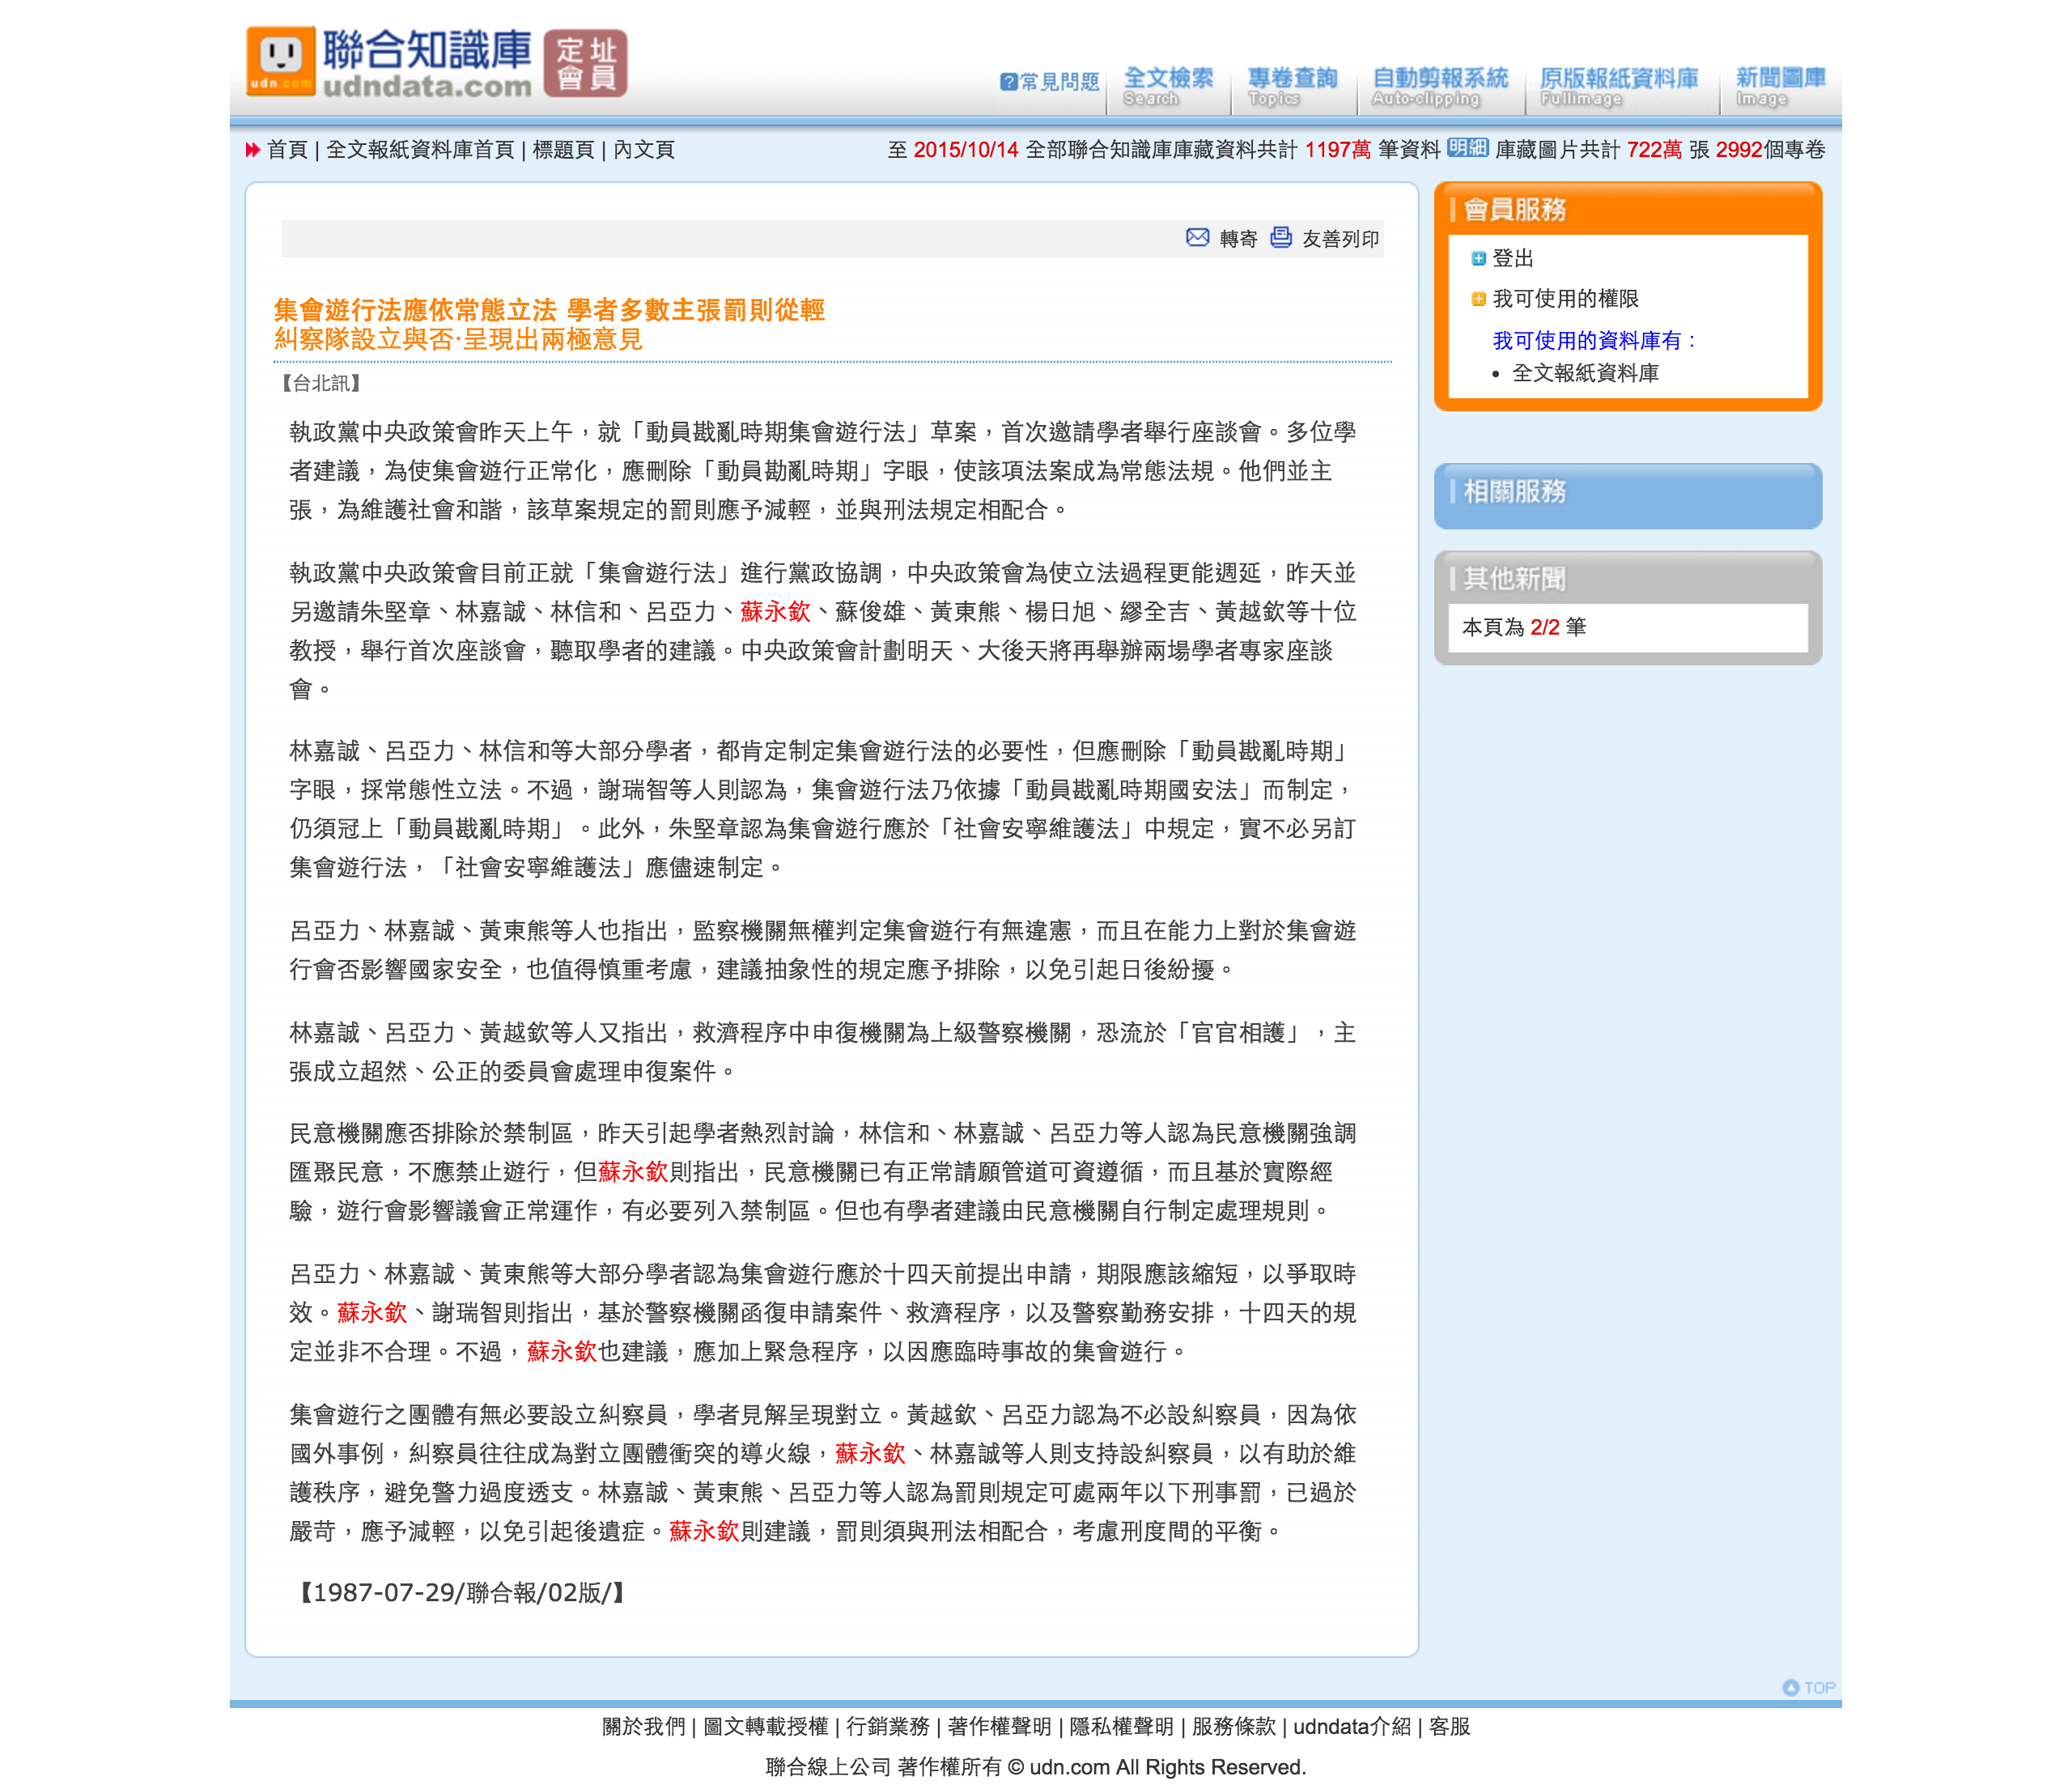 聯合知識庫
udndata.com
udn.com
定址
會員
常見問題
全文檢索
Search
專卷查詢
Topics
自動剪報系統
Auto-clipping
原版報紙資料庫
Fullimage
新聞圖庫
Image
首頁 | 全文報紙資料庫首頁 | 標題頁 | 內文頁
至 2015/10/14 全部聯合知識庫庫藏資料共計 1197萬 筆資料 明細 庫藏圖片共計 722萬 張 2992個專卷
轉寄 友善列印
集會遊行法應依常態立法 學者多數主張罰則從輕
糾察隊設立與否‧呈現出兩極意見
【台北訊】
執政黨中央政策會昨天上午，就「動員戡亂時期集會遊行法」草案，首次邀請學者舉行座談會。多位學
者建議，為使集會遊行正常化，應刪除「動員勘亂時期」字眼，使該項法案成為常態法規。他們並主
張，為維護社會和諧，該草案規定的罰則應予減輕，並與刑法規定相配合。
執政黨中央政策會目前正就「集會遊行法」進行黨政協調，中央政策會為使立法過程更能週延，昨天並
另邀請朱堅章、林嘉誠、林信和、呂亞力、蘇永欽、蘇俊雄、黃東熊、楊日旭、繆全吉、黃越欽等十位
教授，舉行首次座談會，聽取學者的建議。中央政策會計劃明天、大後天將再舉辦兩場學者專家座談
會。
林嘉誠、呂亞力、林信和等大部分學者，都肯定制定集會遊行法的必要性，但應刪除「動員戡亂時期」
字眼，採常態性立法。不過，謝瑞智等人則認為，集會遊行法乃依據「動員戡亂時期國安法」而制定，
仍須冠上「動員戡亂時期」。此外，朱堅章認為集會遊行應於「社會安寧維護法」中規定，實不必另訂
集會遊行法，「社會安寧維護法」應儘速制定。
呂亞力、林嘉誠、黃東熊等人也指出，監察機關無權判定集會遊行有無違憲，而且在能力上對於集會遊
行會否影響國家安全，也值得慎重考慮，建議抽象性的規定應予排除，以免引起日後紛擾。
林嘉誠、呂亞力、黃越欽等人又指出，救濟程序中申復機關為上級警察機關，恐流於「官官相護」，主
張成立超然、公正的委員會處理申復案件。
民意機關應否排除於禁制區，昨天引起學者熱烈討論，林信和、林嘉誠、呂亞力等人認為民意機關強調
匯聚民意，不應禁止遊行，但蘇永欽則指出，民意機關已有正常請願管道可資遵循，而且基於實際經
驗，遊行會影響議會正常運作，有必要列入禁制區。但也有學者建議由民意機關自行制定處理規則。
呂亞力、林嘉誠、黃東熊等大部分學者認為集會遊行應於十四天前提出申請，期限應該縮短，以爭取時
效。蘇永欽、謝瑞智則指出，基於警察機關函復申請案件、救濟程序，以及警察勤務安排，十四天的規
定並非不合理。不過，蘇永欽也建議，應加上緊急程序，以因應臨時事故的集會遊行。
集會遊行之團體有無必要設立糾察員，學者見解呈現對立。黃越欽、呂亞力認為不必設糾察員，因為依
國外事例，糾察員往往成為對立團體衝突的導火線，蘇永欽、林嘉誠等人則支持設糾察員，以有助於維
護秩序，避免警力過度透支。林嘉誠、黃東熊、呂亞力等人認為罰則規定可處兩年以下刑事罰，已過於
嚴苛，應予減輕，以免引起後遺症。蘇永欽則建議，罰則須與刑法相配合，考慮刑度間的平衡。
【1987-07-29/聯合報/02版/】
會員服務
登出
我可使用的權限
我可使用的資料庫有：
• 全文報紙資料庫
相關服務
其他新聞
本頁為 2/2 筆
TOP
關於我們 | 圖文轉載授權 | 行銷業務 | 著作權聲明 | 隱私權聲明 | 服務條款 | udndata介紹 | 客服
聯合線上公司 著作權所有 © udn.com All Rights Reserved.